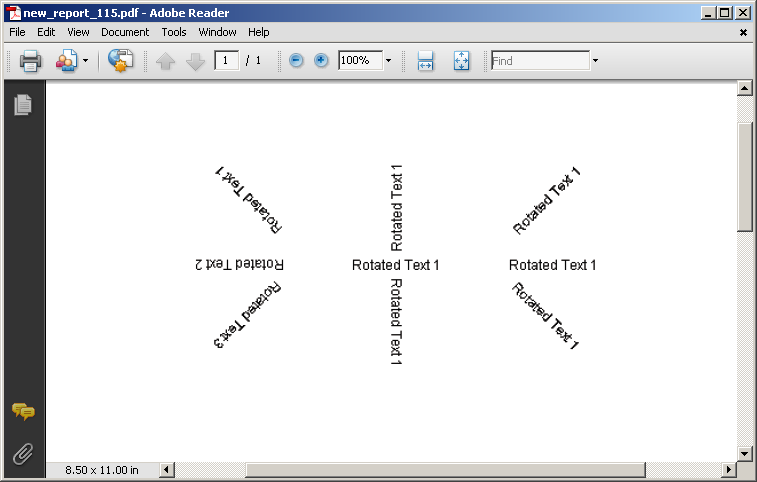 new_report_115.pdf - Adobe Reader
File Edit View Document Tools Window Help
1 / 1 100% Find
Rotated Text 1
Rotated Text 1
Rotated Text 1
Rotated Text 2
Rotated Text 1
Rotated Text 1
Rotated Text 3
Rotated Text 1
Rotated Text 1
8.50 x 11.00 in